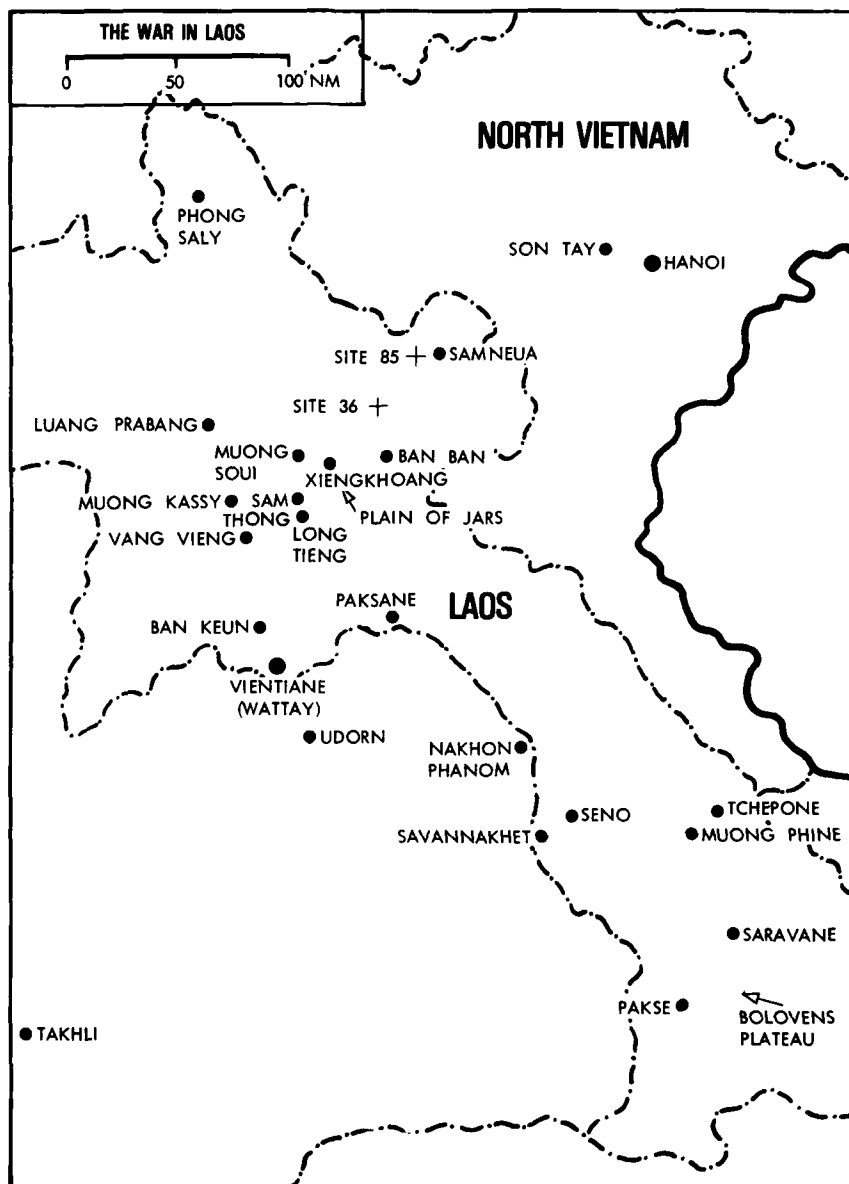 THE WAR IN LAOS
0 50 100 NM
NORTH VIETNAM
PHONG
SALY
SON TAY
HANOI
SITE 85
SAMNEUA
SITE 36
LUANG PRABANG
MUONG
SOUI
BAN BAN
XIENGKHOANG
MUONG KASSY
SAM
THONG
PLAIN OF JARS
VANG VIENG
LONG
TIENG
PAKSANE
LAOS
BAN KEUN
VIENTIANE
(WATTAY)
UDORN
NAKHON
PHANOM
SENO
TCHEPONE
SAVANNAKHET
MUONG PHINE
SARAVANE
PAKSE
BOLOVENS
PLATEAU
TAKHLI